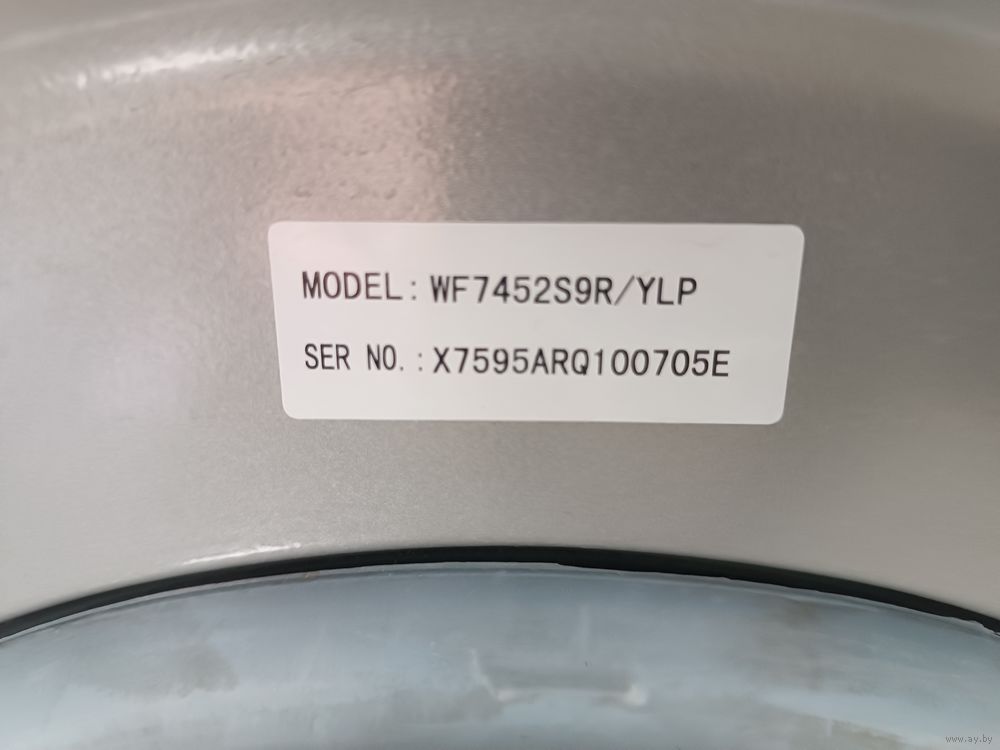 MODEL: WF7452S9R/YLP
SER NO.: X7595ARQ100705E
www.ay.by